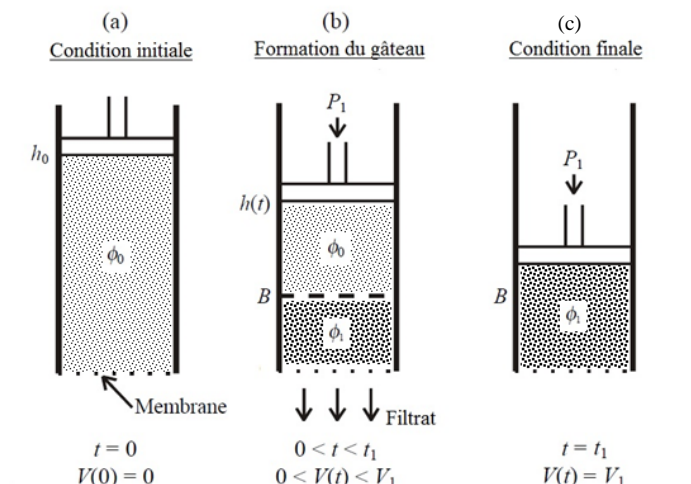 (a)
Condition initiale
h₀
ϕ₀
Membrane
t = 0
V(0) = 0
(b)
Formation du gâteau
P₁
h(t)
ϕ₀
B
ϕ₁
Filtrat
0 < t < t₁
0 < V(t) < V₁
(c)
Condition finale
P₁
B
ϕ₁
t = t₁
V(t) = V₁